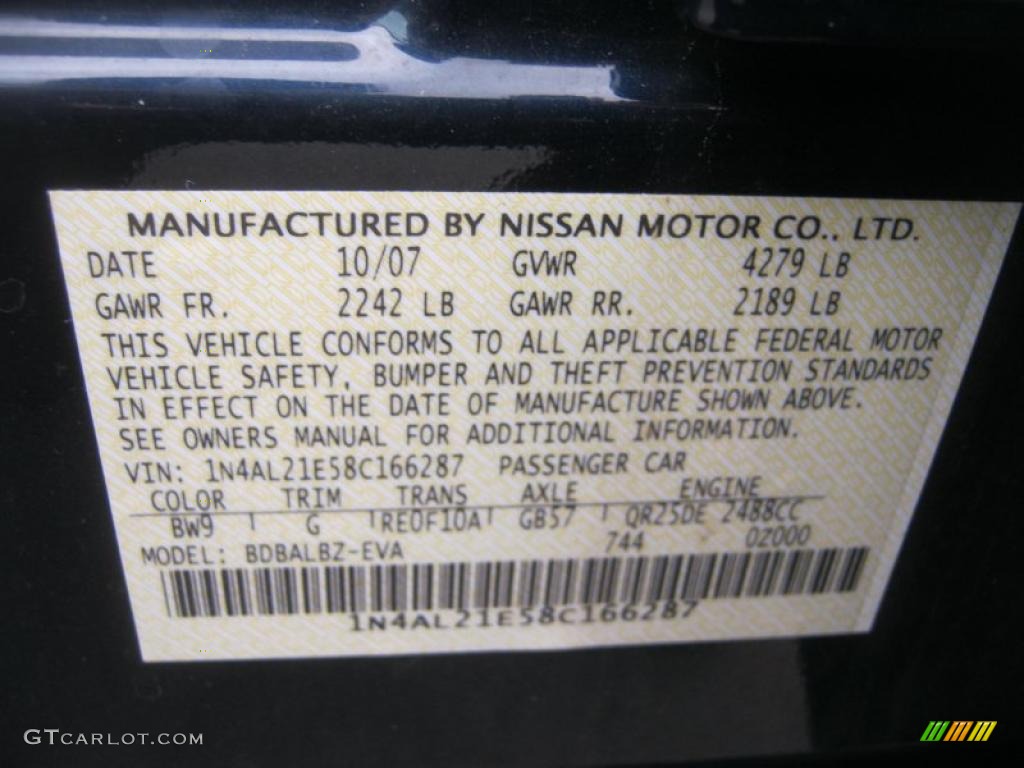 MANUFACTURED BY NISSAN MOTOR CO., LTD.
DATE 10/07 GVWR 4279 LB
GAWR FR. 2242 LB GAWR RR. 2189 LB
THIS VEHICLE CONFORMS TO ALL APPLICABLE FEDERAL MOTOR
VEHICLE SAFETY, BUMPER AND THEFT PREVENTION STANDARDS
IN EFFECT ON THE DATE OF MANUFACTURE SHOWN ABOVE.
SEE OWNERS MANUAL FOR ADDITIONAL INFORMATION.
VIN: 1N4AL21E58C166287 PASSENGER CAR
COLOR TRIM TRANS AXLE ENGINE
BW9 G RE0F10A GB57 QR25DE 2488CC
MODEL: BDBALBZ-EVA 744 02000
1N4AL21E58C166287
GTCARLOT.COM